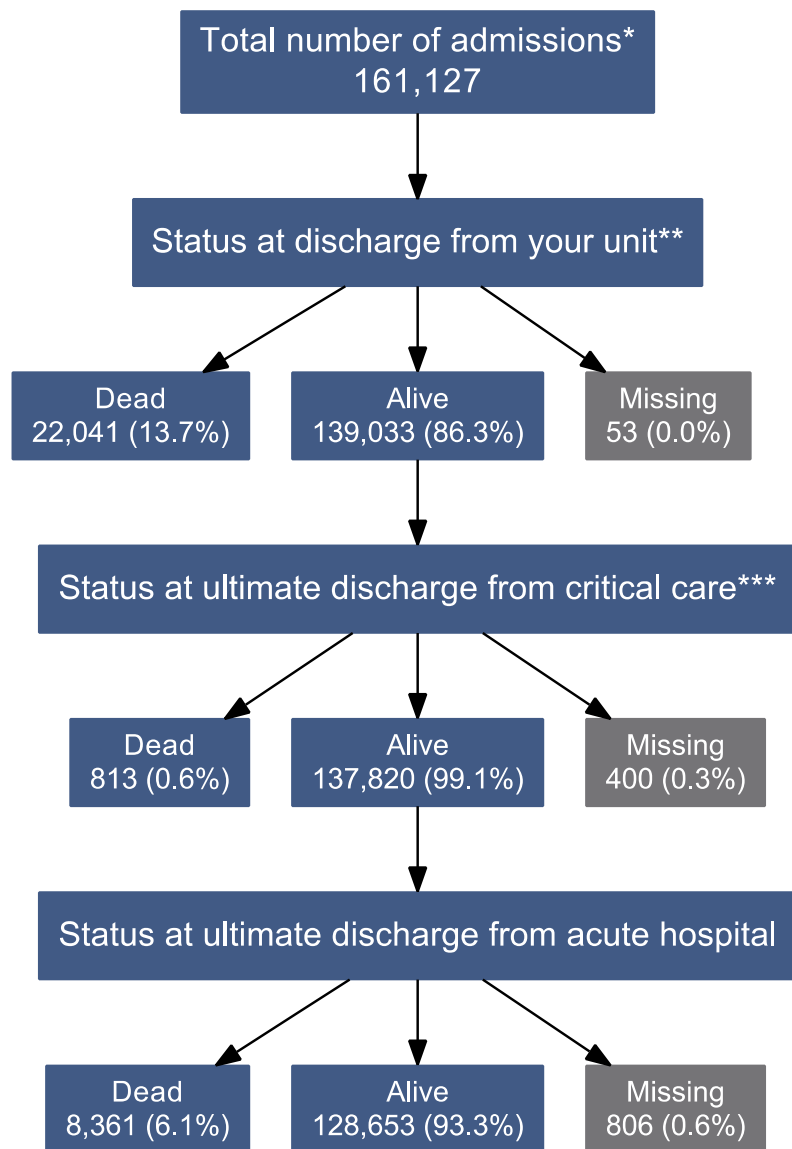 Total number of admissions*
161,127
Status at discharge from your unit**
Dead
22,041 (13.7%)
Alive
139,033 (86.3%)
Missing
53 (0.0%)
Status at ultimate discharge from critical care***
Dead
813 (0.6%)
Alive
137,820 (99.1%)
Missing
400 (0.3%)
Status at ultimate discharge from acute hospital
Dead
8,361 (6.1%)
Alive
128,653 (93.3%)
Missing
806 (0.6%)